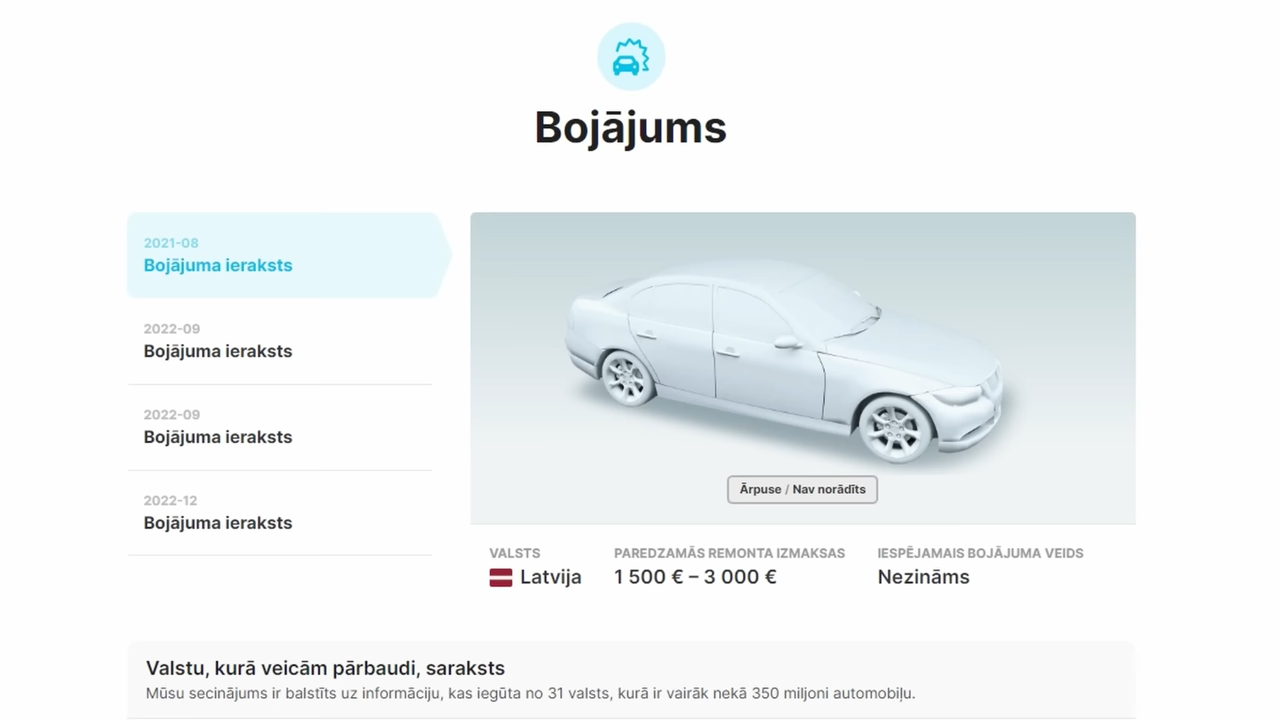 Bojājums
2021-08
Bojājuma ieraksts
2022-09
Bojājuma ieraksts
2022-09
Bojājuma ieraksts
2022-12
Bojājuma ieraksts
Ārpuse / Nav norādīts
VALSTS
Latvija
PAREDZAMĀS REMONTA IZMAKSAS
1 500 € – 3 000 €
IESPĒJAMAIS BOJĀJUMA VEIDS
Nezināms
Valstu, kurā veicām pārbaudi, saraksts
Mūsu secinājums ir balstīts uz informāciju, kas iegūta no 31 valsts, kurā ir vairāk nekā 350 miljoni automobiļu.